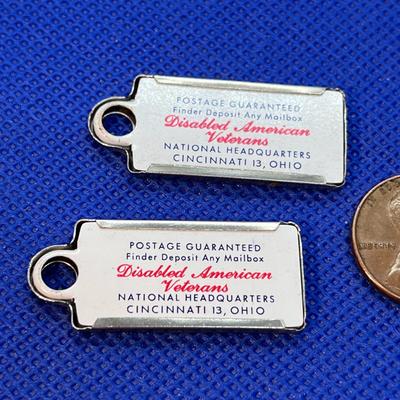 POSTAGE GUARANTEED
Finder Deposit Any Mailbox
Disabled American
Veterans
NATIONAL HEADQUARTERS
CINCINNATI 13, OHIO
POSTAGE GUARANTEED
Finder Deposit Any Mailbox
Disabled American
Veterans
NATIONAL HEADQUARTERS
CINCINNATI 13, OHIO